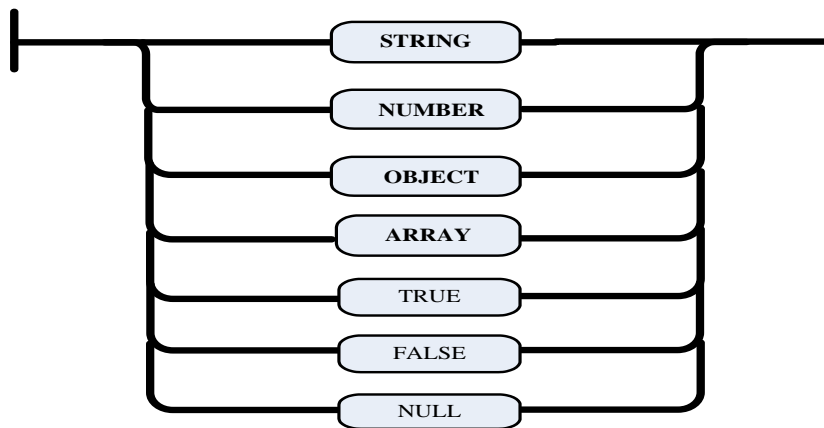 STRING
NUMBER
OBJECT
ARRAY
TRUE
FALSE
NULL